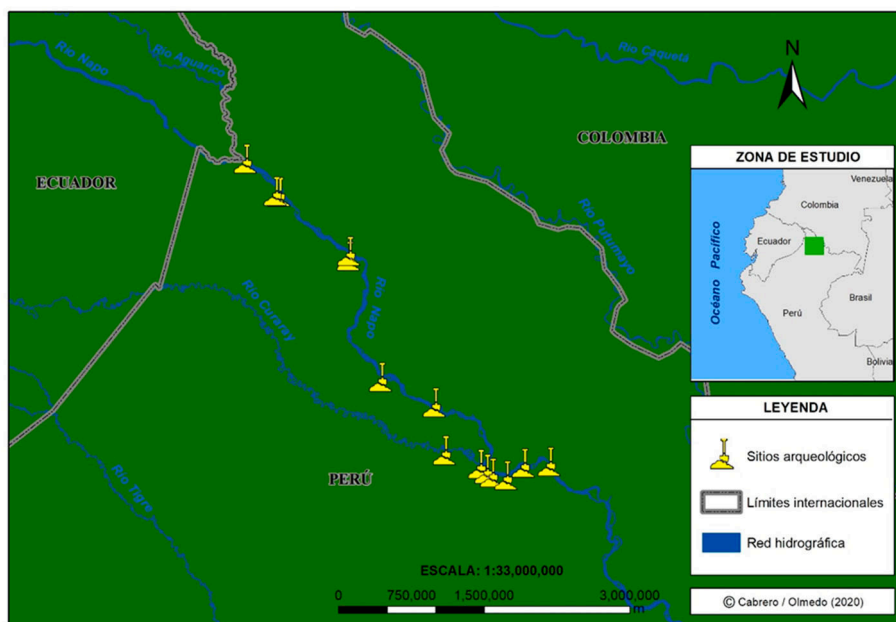 Río Napo
Río Aguerico
Río Caquetá
N
COLOMBIA
ECUADOR
Río Putumayo
Río Napo
Río Curaray
PERÚ
Río Tigre
ESCALA: 1:33,000,000
0 750,000 1,500,000 3,000,000
m
ZONA DE ESTUDIO
Venezuela
Colombia
Ecuador
Océano Pacífico
Perú
Brasil
Bolivia
LEYENDA
Sitios arqueológicos
Límites internacionales
Red hidrográfica
© Cabrero / Olmedo (2020)